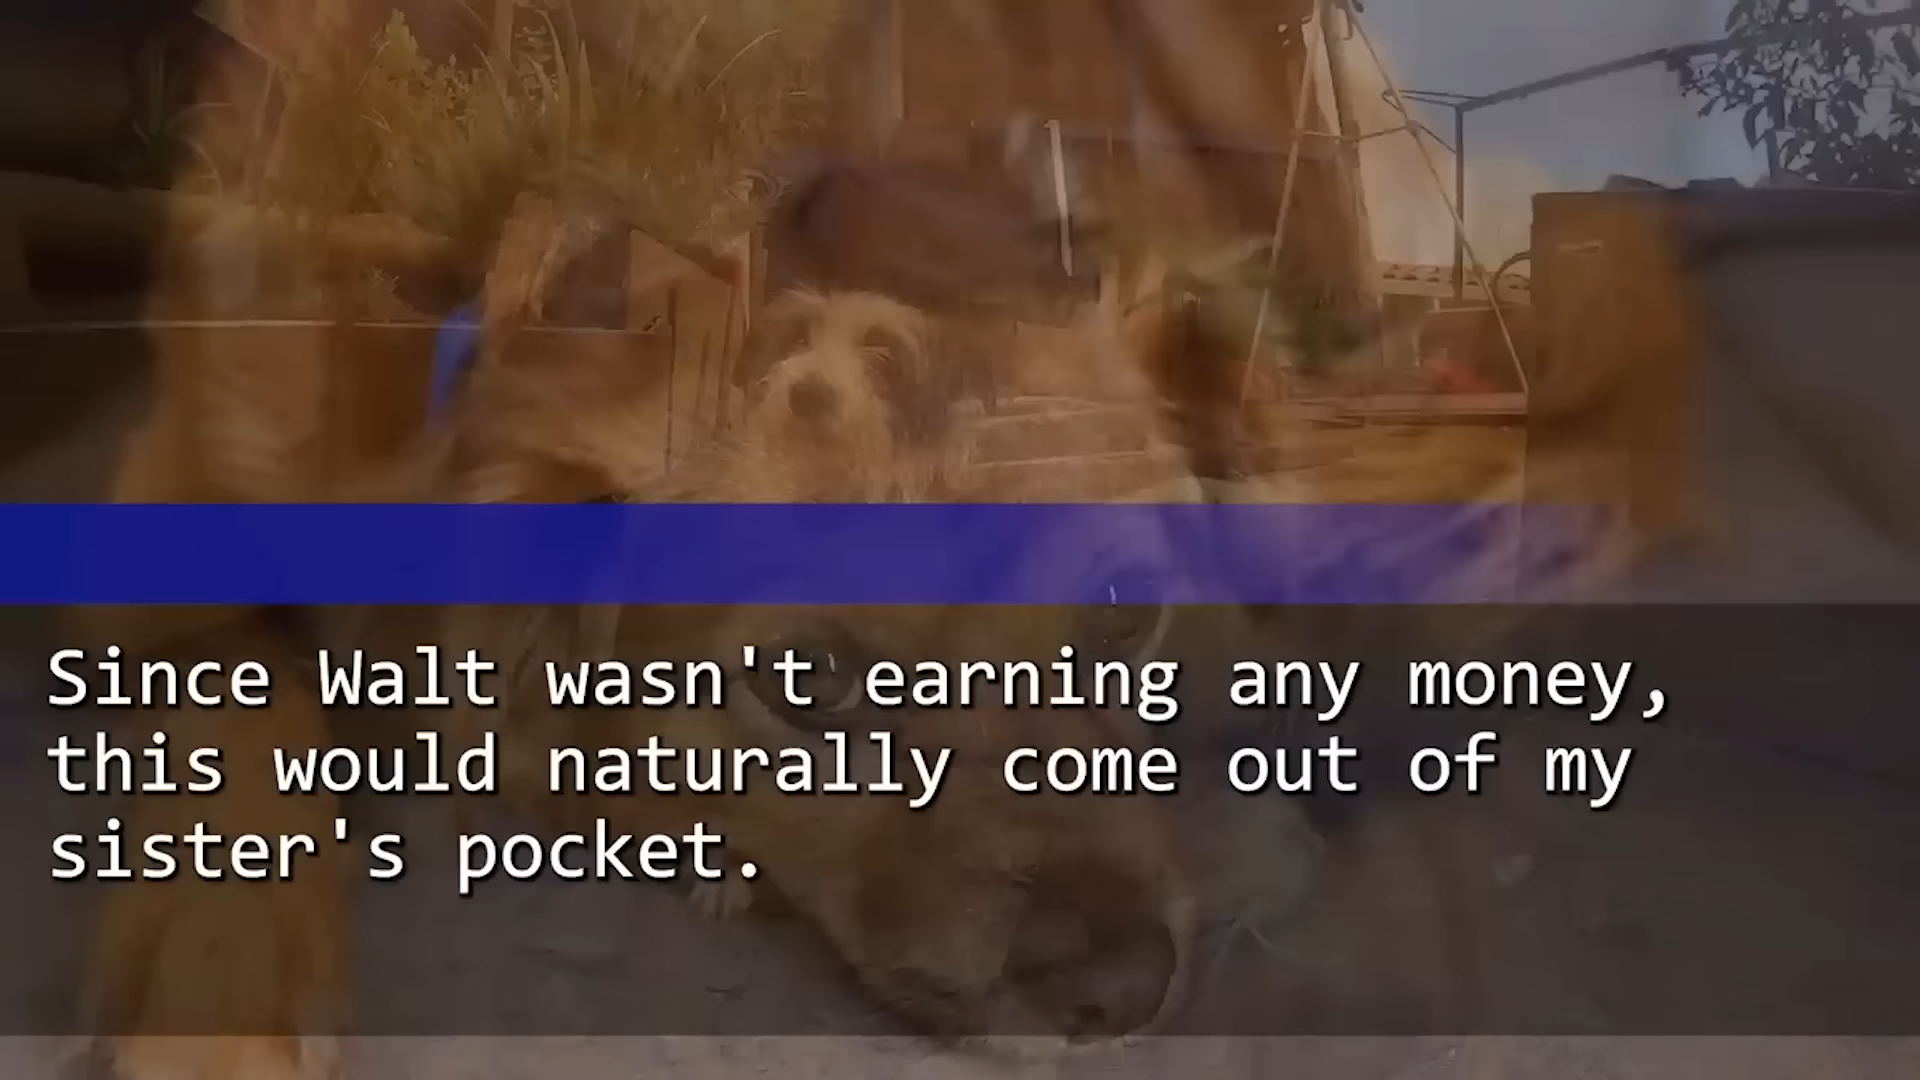 Since Walt wasn't earning any money,
this would naturally come out of my
sister's pocket.